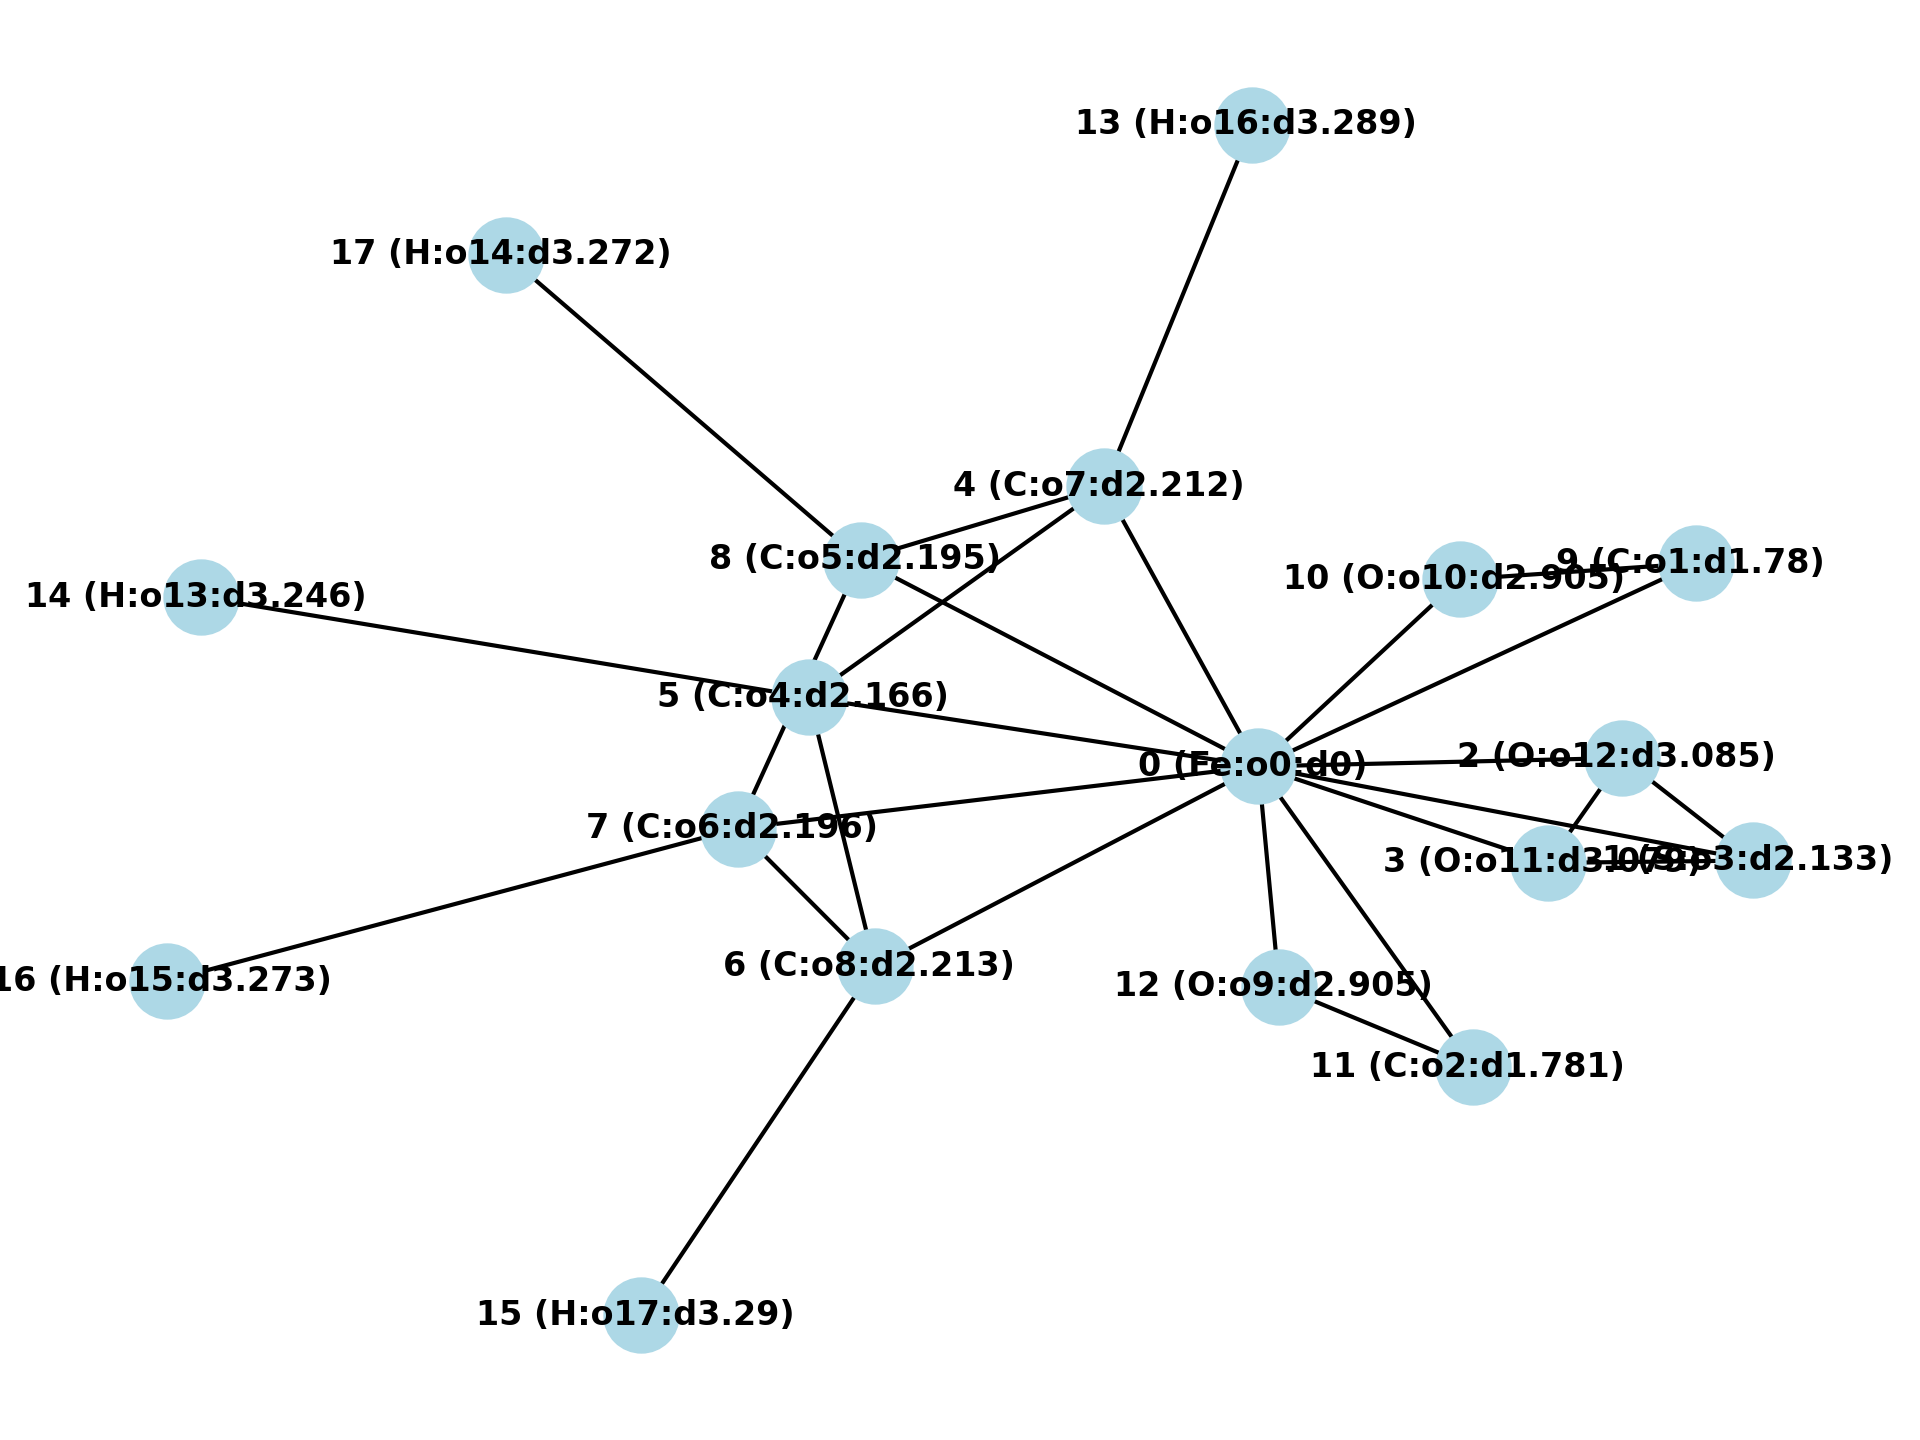 13 (H:o16:d3.289)
17 (H:o14:d3.272)
4 (C:o7:d2.212)
8 (C:o5:d2.195)
9 (C:o1:d1.78)
10 (O:o10:d2.905)
14 (H:o13:d3.246)
5 (C:o4:d2.166)
2 (O:o12:d3.085)
0 (Fe:o0:d0)
7 (C:o6:d2.196)
3 (O:o11:d3.079)
1 (S:o3:d2.133)
6 (C:o8:d2.213)
16 (H:o15:d3.273)
12 (O:o9:d2.905)
11 (C:o2:d1.781)
15 (H:o17:d3.29)